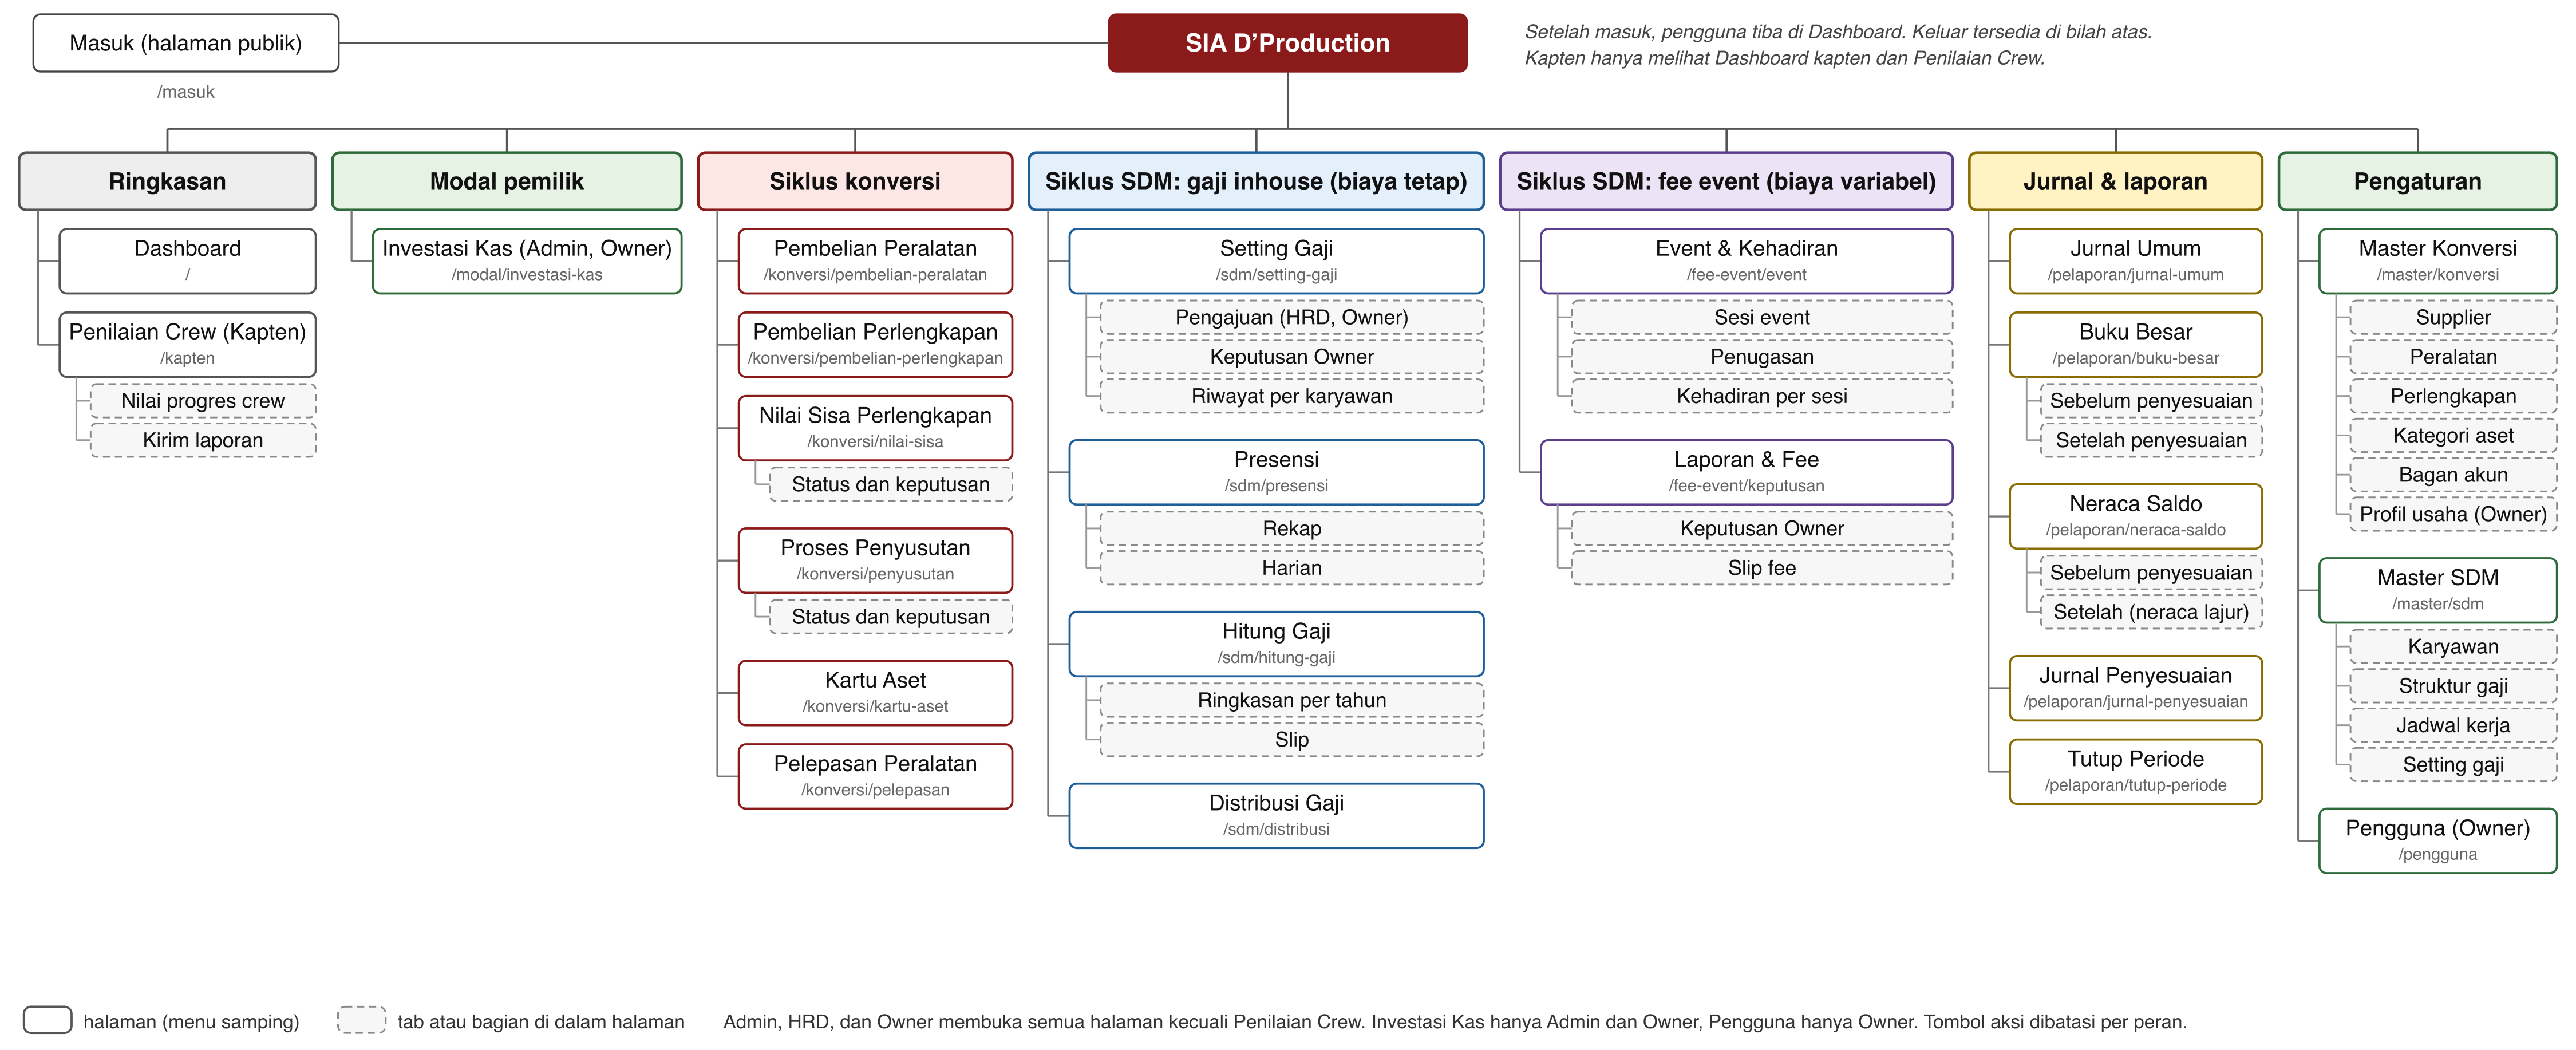 Masuk (halaman publik)
/masuk
SIA D’Production
Setelah masuk, pengguna tiba di Dashboard. Keluar tersedia di bilah atas.
Kapten hanya melihat Dashboard kapten dan Penilaian Crew.
Ringkasan
Dashboard
/
Penilaian Crew (Kapten)
/kapten
Nilai progres crew
Kirim laporan
Modal pemilik
Investasi Kas (Admin, Owner)
/modal/investasi-kas
Siklus konversi
Pembelian Peralatan
/konversi/pembelian-peralatan
Pembelian Perlengkapan
/konversi/pembelian-perlengkapan
Nilai Sisa Perlengkapan
/konversi/nilai-sisa
Status dan keputusan
Proses Penyusutan
/konversi/penyusutan
Status dan keputusan
Kartu Aset
/konversi/kartu-aset
Pelepasan Peralatan
/konversi/pelepasan
Siklus SDM: gaji inhouse (biaya tetap)
Setting Gaji
/sdm/setting-gaji
Pengajuan (HRD, Owner)
Keputusan Owner
Riwayat per karyawan
Presensi
/sdm/presensi
Rekap
Harian
Hitung Gaji
/sdm/hitung-gaji
Ringkasan per tahun
Slip
Distribusi Gaji
/sdm/distribusi
Siklus SDM: fee event (biaya variabel)
Event & Kehadiran
/fee-event/event
Sesi event
Penugasan
Kehadiran per sesi
Laporan & Fee
/fee-event/keputusan
Keputusan Owner
Slip fee
Jurnal & laporan
Jurnal Umum
/pelaporan/jurnal-umum
Buku Besar
/pelaporan/buku-besar
Sebelum penyesuaian
Setelah penyesuaian
Neraca Saldo
/pelaporan/neraca-saldo
Sebelum penyesuaian
Setelah (neraca lajur)
Jurnal Penyesuaian
/pelaporan/jurnal-penyesuaian
Tutup Periode
/pelaporan/tutup-periode
Pengaturan
Master Konversi
/master/konversi
Supplier
Peralatan
Perlengkapan
Kategori aset
Bagan akun
Profil usaha (Owner)
Master SDM
/master/sdm
Karyawan
Struktur gaji
Jadwal kerja
Setting gaji
Pengguna (Owner)
/pengguna
halaman (menu samping)
tab atau bagian di dalam halaman
Admin, HRD, dan Owner membuka semua halaman kecuali Penilaian Crew. Investasi Kas hanya Admin dan Owner, Pengguna hanya Owner. Tombol aksi dibatasi per peran.